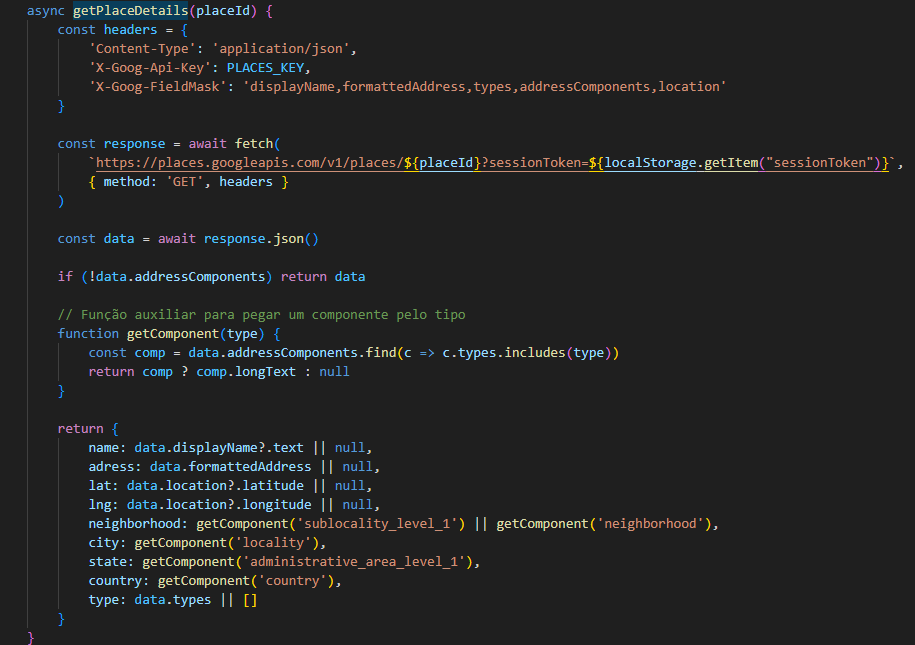 async getPlaceDetails(placeId) {
const headers = {
'Content-Type': 'application/json',
'X-Goog-Api-Key': PLACES_KEY,
'X-Goog-FieldMask': 'displayName,formattedAddress,types,addressComponents,location'
}
const response = await fetch(
`https://places.googleapis.com/v1/places/${placeId}?sessionToken=${localStorage.getItem("sessionToken")}`,
{ method: 'GET', headers }
)
const data = await response.json()
if (!data.addressComponents) return data
// Função auxiliar para pegar um componente pelo tipo
function getComponent(type) {
const comp = data.addressComponents.find(c => c.types.includes(type))
return comp ? comp.longText : null
}
return {
name: data.displayName?.text || null,
adress: data.formattedAddress || null,
lat: data.location?.latitude || null,
lng: data.location?.longitude || null,
neighborhood: getComponent('sublocality_level_1') || getComponent('neighborhood'),
city: getComponent('locality'),
state: getComponent('administrative_area_level_1'),
country: getComponent('country'),
type: data.types || []
}
}